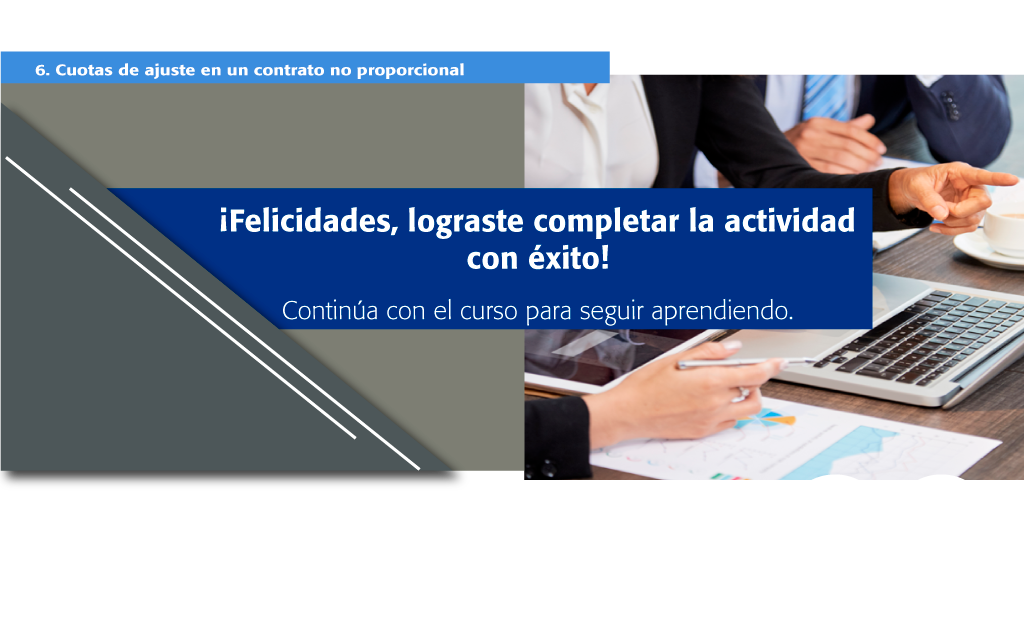 6. Cuotas de ajuste en un contrato no proporcional
¡Felicidades, lograste completar la actividad
con éxito!
Continúa con el curso para seguir aprendiendo.